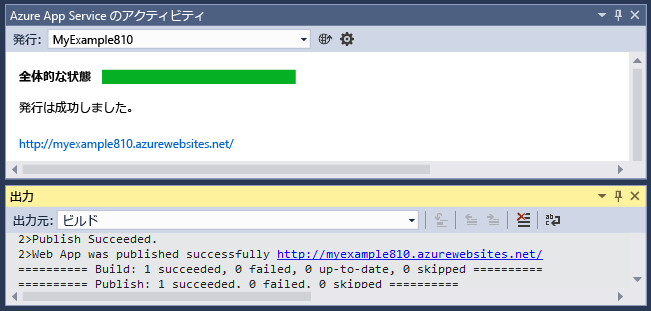 Azure App Service のアクティビティ
発行: MyExample810
全体的な状態
発行は成功しました。
http://myexample810.azurewebsites.net/
出力
出力元: ビルド
2>Publish Succeeded.
2>Web App was published successfully http://myexample810.azurewebsites.net/
========== Build: 1 succeeded, 0 failed, 0 up-to-date, 0 skipped ==========
========== Publish: 1 succeeded, 0 failed, 0 skipped ==========